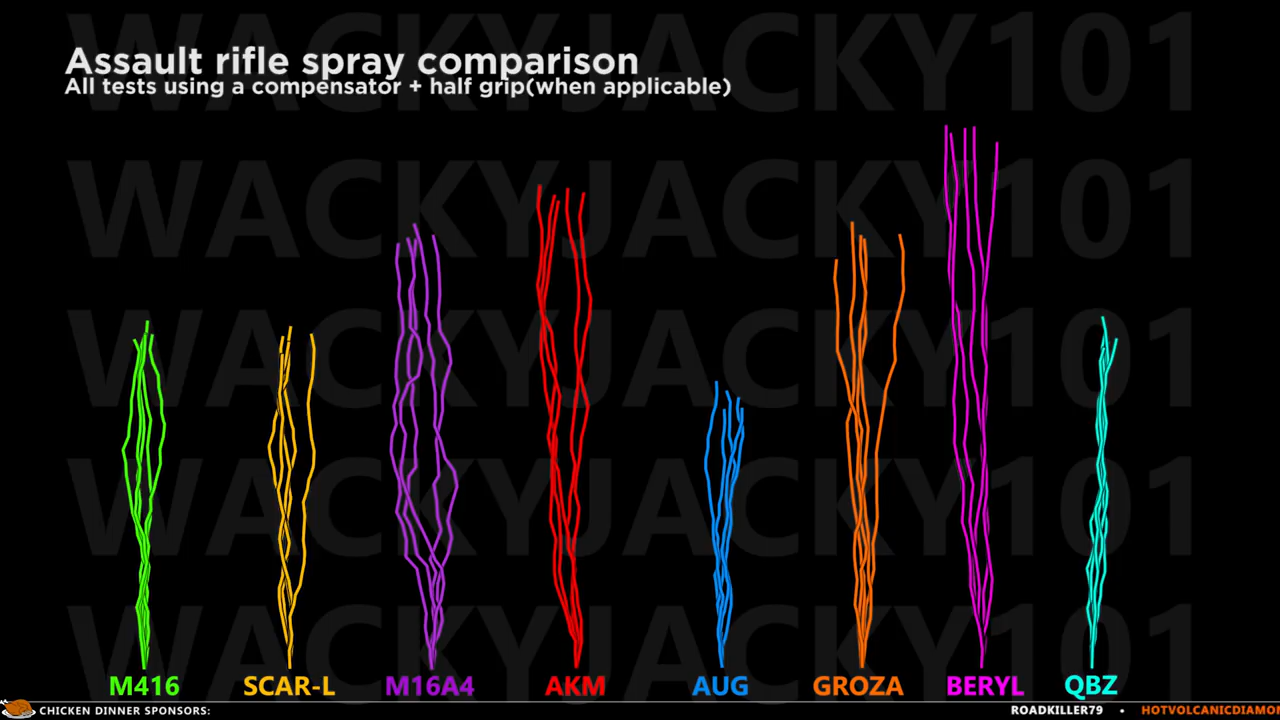 Assault rifle spray comparison
All tests using a compensator + half grip(when applicable)
WACKYJACKY101
WACKYJACKY101
WACKYJACKY101
WACKYJACKY101
WACKYJACKY101
M416 SCAR-L M16A4 AKM AUG GROZA BERYL QBZ
CHICKEN DINNER SPONSORS: ROADKILLER79 • HOTVOLCANICDIAMON